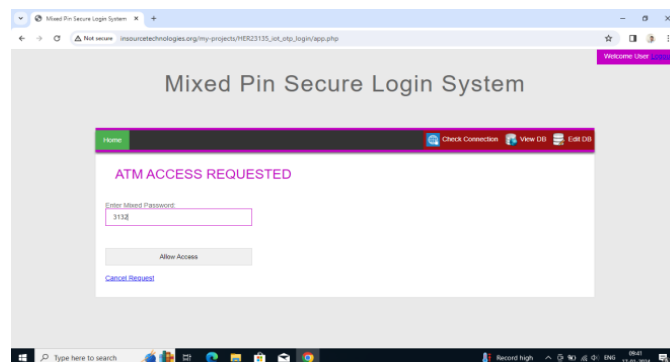 Mixed Pin Secure Login System
Not secure insourcetechnologies.org/my-projects/HER23135_iot_otp_login/app.php
Welcome User
Mixed Pin Secure Login System
Home Check Connection View DB Edit DB
ATM ACCESS REQUESTED
Enter Mixed Password:
3132
Allow Access
Cancel Request
Type here to search Record high ENG 09:41